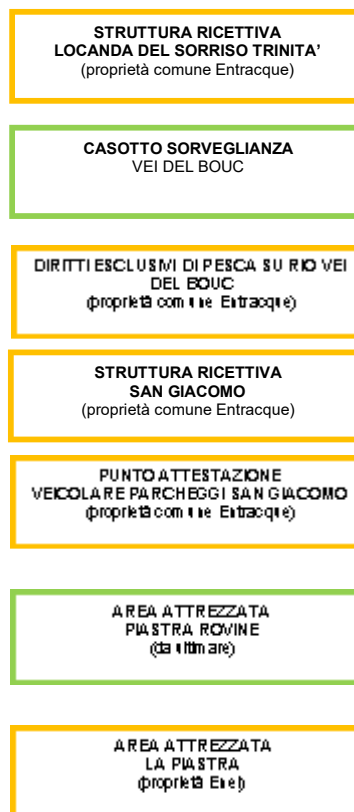 STRUTTURA RICETTIVA
LOCANDA DEL SORRISO TRINITA’
(proprietà comune Entracque)
CASOTTO SORVEGLIANZA
VEI DEL BOUC
DIRITTI ESCLUSIVI DI PESCA SU RIO VEI
DEL BOUC
(proprietà comune Entracque)
STRUTTURA RICETTIVA
SAN GIACOMO
(proprietà comune Entracque)
PUNTO ATTESTAZIONE
VEICOLARE PARCHEGGI SAN GIACOMO
(proprietà comune Entracque)
AREA ATTREZZATA
PIASTRA ROVINE
(da ultimare)
AREA ATTREZZATA
LA PIASTRA
(proprietà Enel)